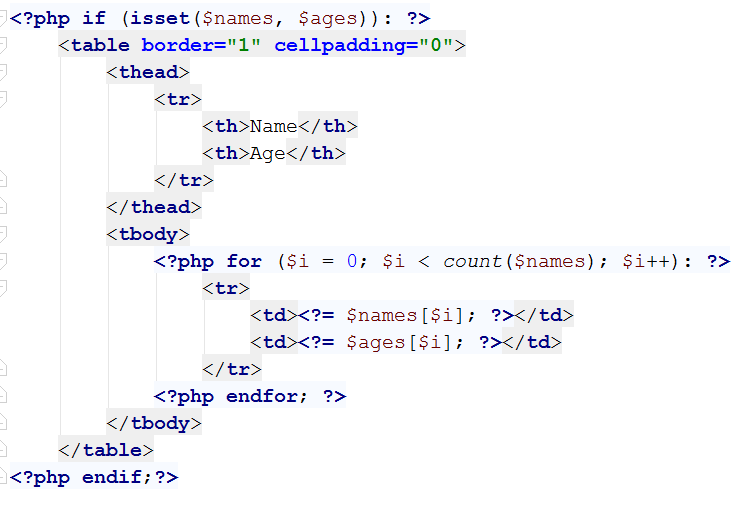 <?php if (isset($names, $ages)): ?>
    <table border="1" cellpadding="0">
        <thead>
            <tr>
                <th>Name</th>
                <th>Age</th>
            </tr>
        </thead>
        <tbody>
            <?php for ($i = 0; $i < count($names); $i++): ?>
                <tr>
                    <td><?= $names[$i]; ?></td>
                    <td><?= $ages[$i]; ?></td>
                </tr>
            <?php endfor; ?>
        </tbody>
    </table>
<?php endif;?>